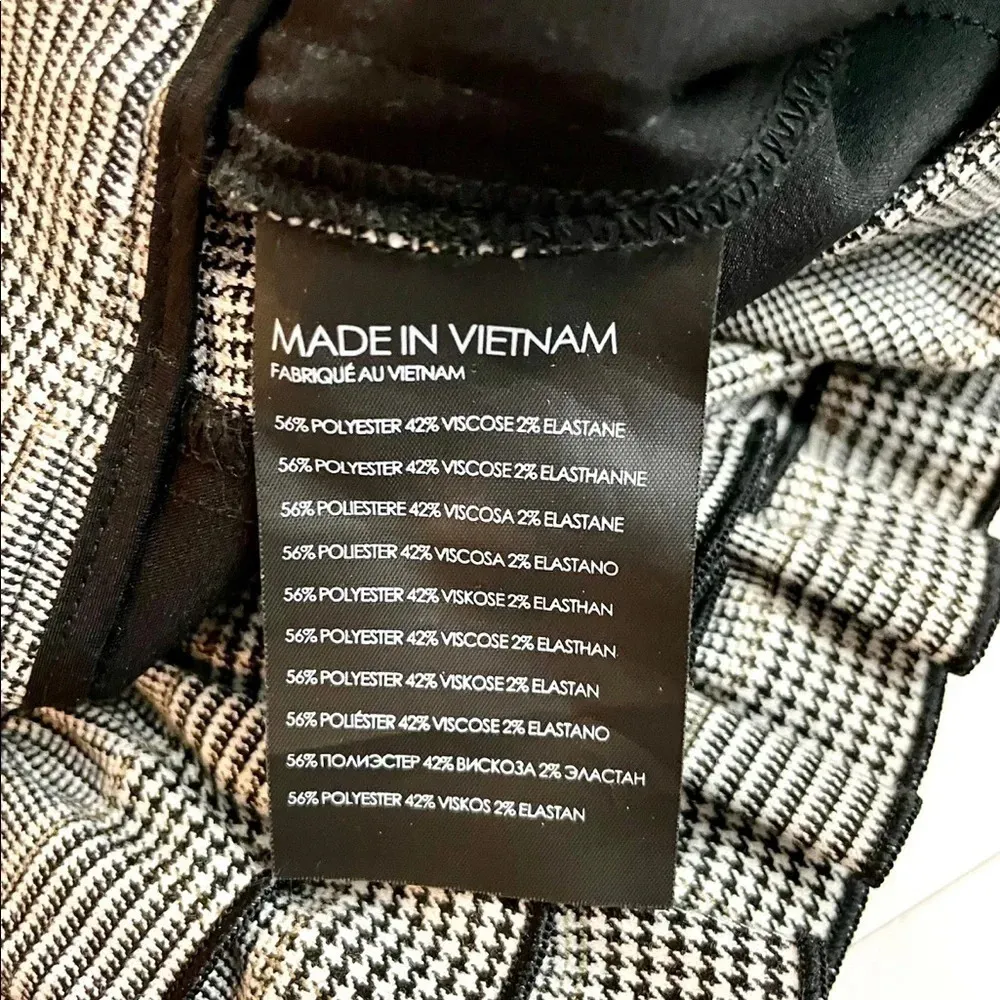 MADE IN VIETNAM
FABRIQUÉ AU VIETNAM
56% POLYESTER 42% VISCOSE 2% ELASTANE
56% POLYESTER 42% VISCOSE 2% ELASTHANNE
56% POLIESTERE 42% VISCOSA 2% ELASTANE
56% POLIESTER 42% VISCOSA 2% ELASTANO
56% POLYESTER 42% VISKOSE 2% ELASTHAN
56% POLYESTER 42% VISCOSE 2% ELASTHAN
56% POLYESTER 42% VISKOSE 2% ELASTAN
56% POLIÉSTER 42% VISCOSE 2% ELASTANO
56% ПОЛИЭСТЕР 42% ВИСКОЗА 2% ЭЛАСТАН
56% POLYESTER 42% VISKOS 2% ELASTAN